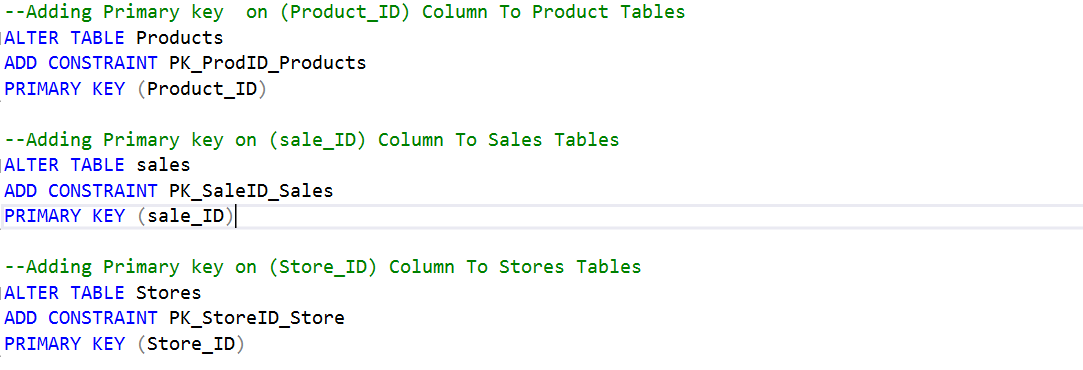 --Adding Primary key  on (Product_ID) Column To Product Tables
ALTER TABLE Products
ADD CONSTRAINT PK_ProdID_Products
PRIMARY KEY (Product_ID)
--Adding Primary key on (sale_ID) Column To Sales Tables
ALTER TABLE sales
ADD CONSTRAINT PK_SaleID_Sales
PRIMARY KEY (sale_ID)
--Adding Primary key on (Store_ID) Column To Stores Tables
ALTER TABLE Stores
ADD CONSTRAINT PK_StoreID_Store
PRIMARY KEY (Store_ID)